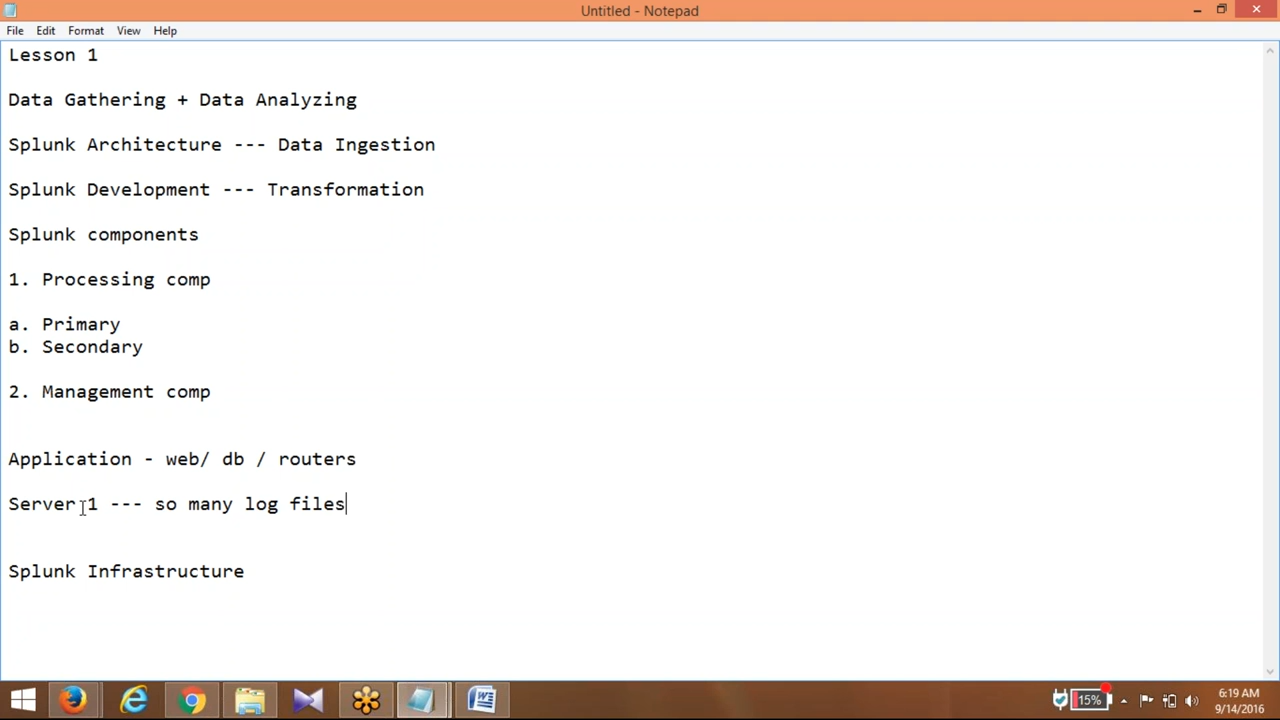 Untitled - Notepad
File Edit Format View Help
Lesson 1
Data Gathering + Data Analyzing
Splunk Architecture --- Data Ingestion
Splunk Development --- Transformation
Splunk components
1. Processing comp
a. Primary
b. Secondary
2. Management comp
Application - web/ db / routers
Server 1 --- so many log files
Splunk Infrastructure
15%
6:19 AM
9/14/2016